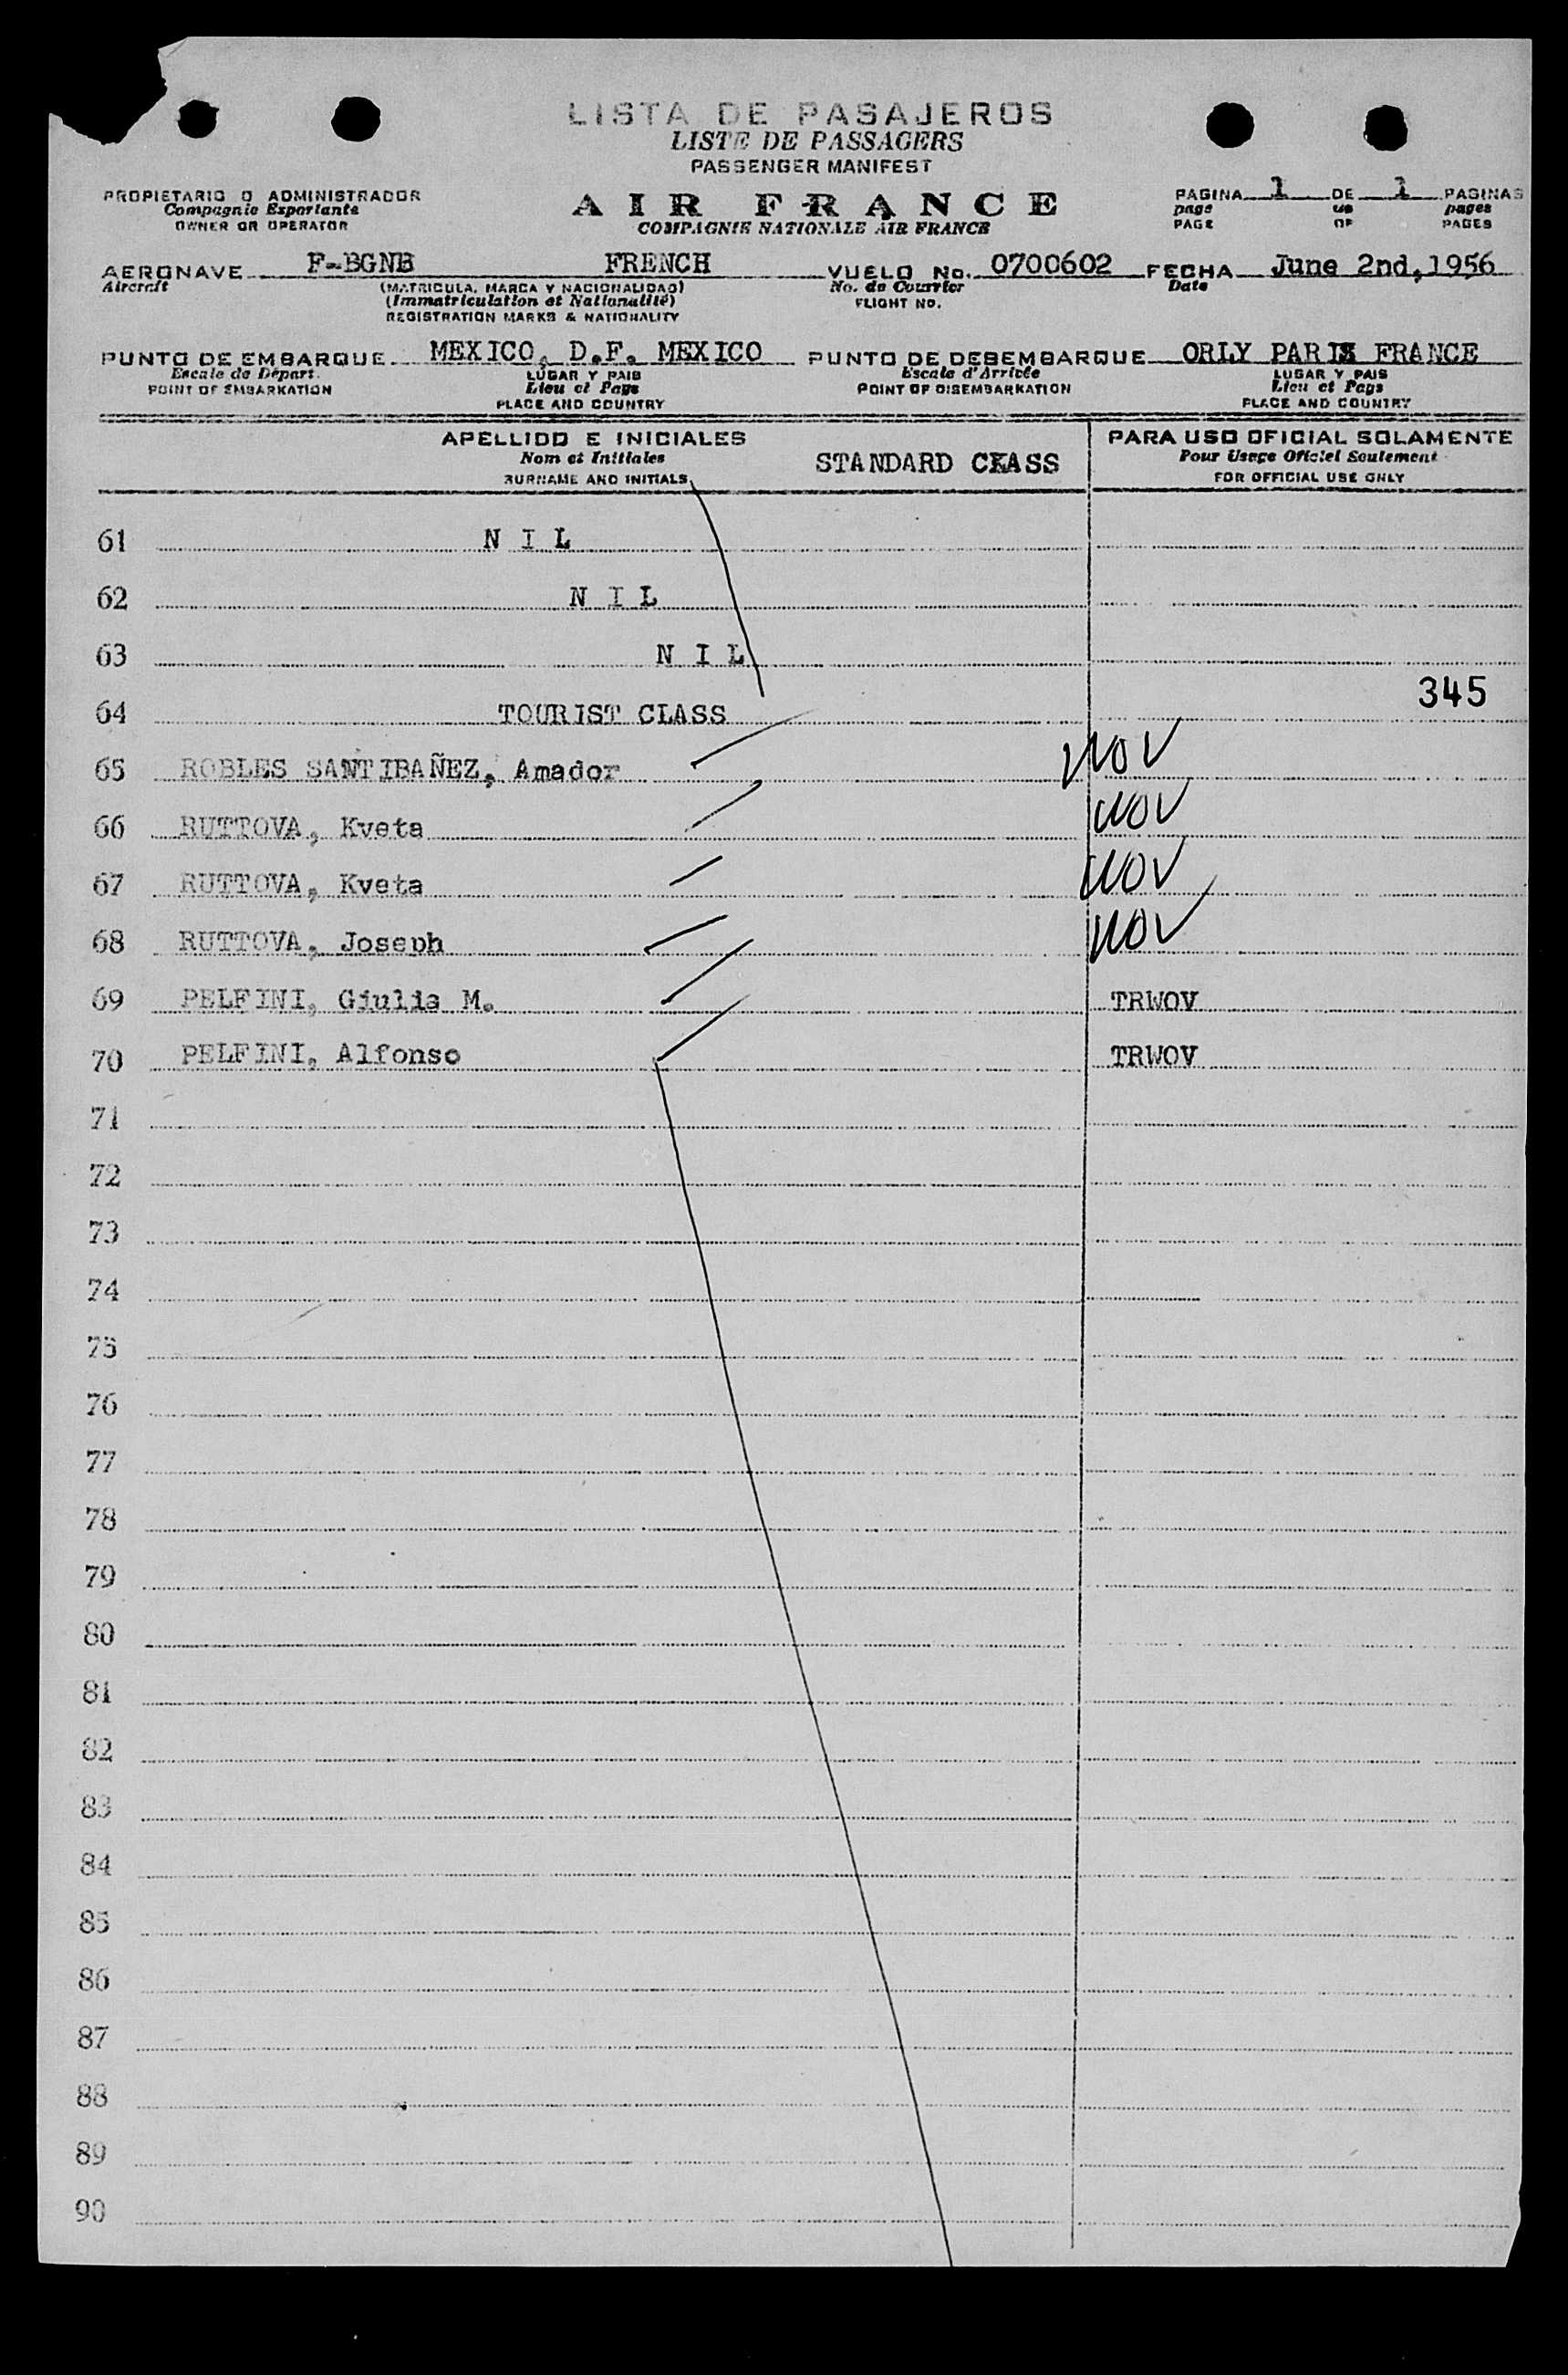 LISTA DE PASAJEROS
LISTE DE PASSAGERS
PASSENGER MANIFEST
PROPIETARIO O ADMINISTRADOR
Compagnie Exportante
OWNER OR OPERATOR
AIR FRANCE
COMPAGNIE NATIONALE AIR FRANCE
PAGINA 1 DE 1 PAGINAS
page de pages
PAGE OF PAGES
AERONAVE F-BGNB FRENCH VUELO No. 0700602 FECHA June 2nd, 1956
Aircraft (MATRICULA, MARCA Y NACIONALIDAD) No. de Courrier Date
(Immatriculation et Nationalité) FLIGHT NO.
REGISTRATION MARKS & NATIONALITY
PUNTO DE EMBARQUE MEXICO, D.F. MEXICO PUNTO DE DESEMBARQUE ORLY PARIS FRANCE
Escale de Départ LUGAR Y PAIS Escale d'Arrivée LUGAR Y PAIS
POINT OF EMBARKATION Lieu et Pays POINT OF DISEMBARKATION Lieu et Pays
PLACE AND COUNTRY PLACE AND COUNTRY
APELLIDO E INICIALES PARA USO OFICIAL SOLAMENTE
Nom et Initiales STANDARD CLASS Pour Usage Officiel Seulement
SURNAME AND INITIALS FOR OFFICIAL USE ONLY
61 N I L
62 N I L
63 N I L
345
64 TOURIST CLASS
65 ROBLES SANTIBAÑEZ, Amador WOV
66 RUTTOVA, Kveta WOV
67 RUTTOVA, Kveta WOV
68 RUTTOVA, Joseph WOV
69 PELFINI, Giulia M. TRWOV
70 PELFINI, Alfonso TRWOV
71
72
73
74
75
76
77
78
79
80
81
82
83
84
85
86
87
88
89
90